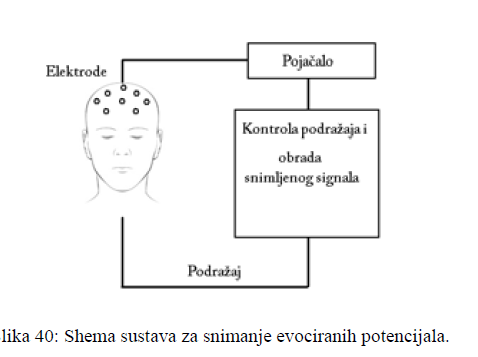 Elektrode
Pojačalo
Kontrola podražaja i
obrada
snimljenog signala
Podražaj
lika 40: Shema sustava za snimanje evociranih potencijala.